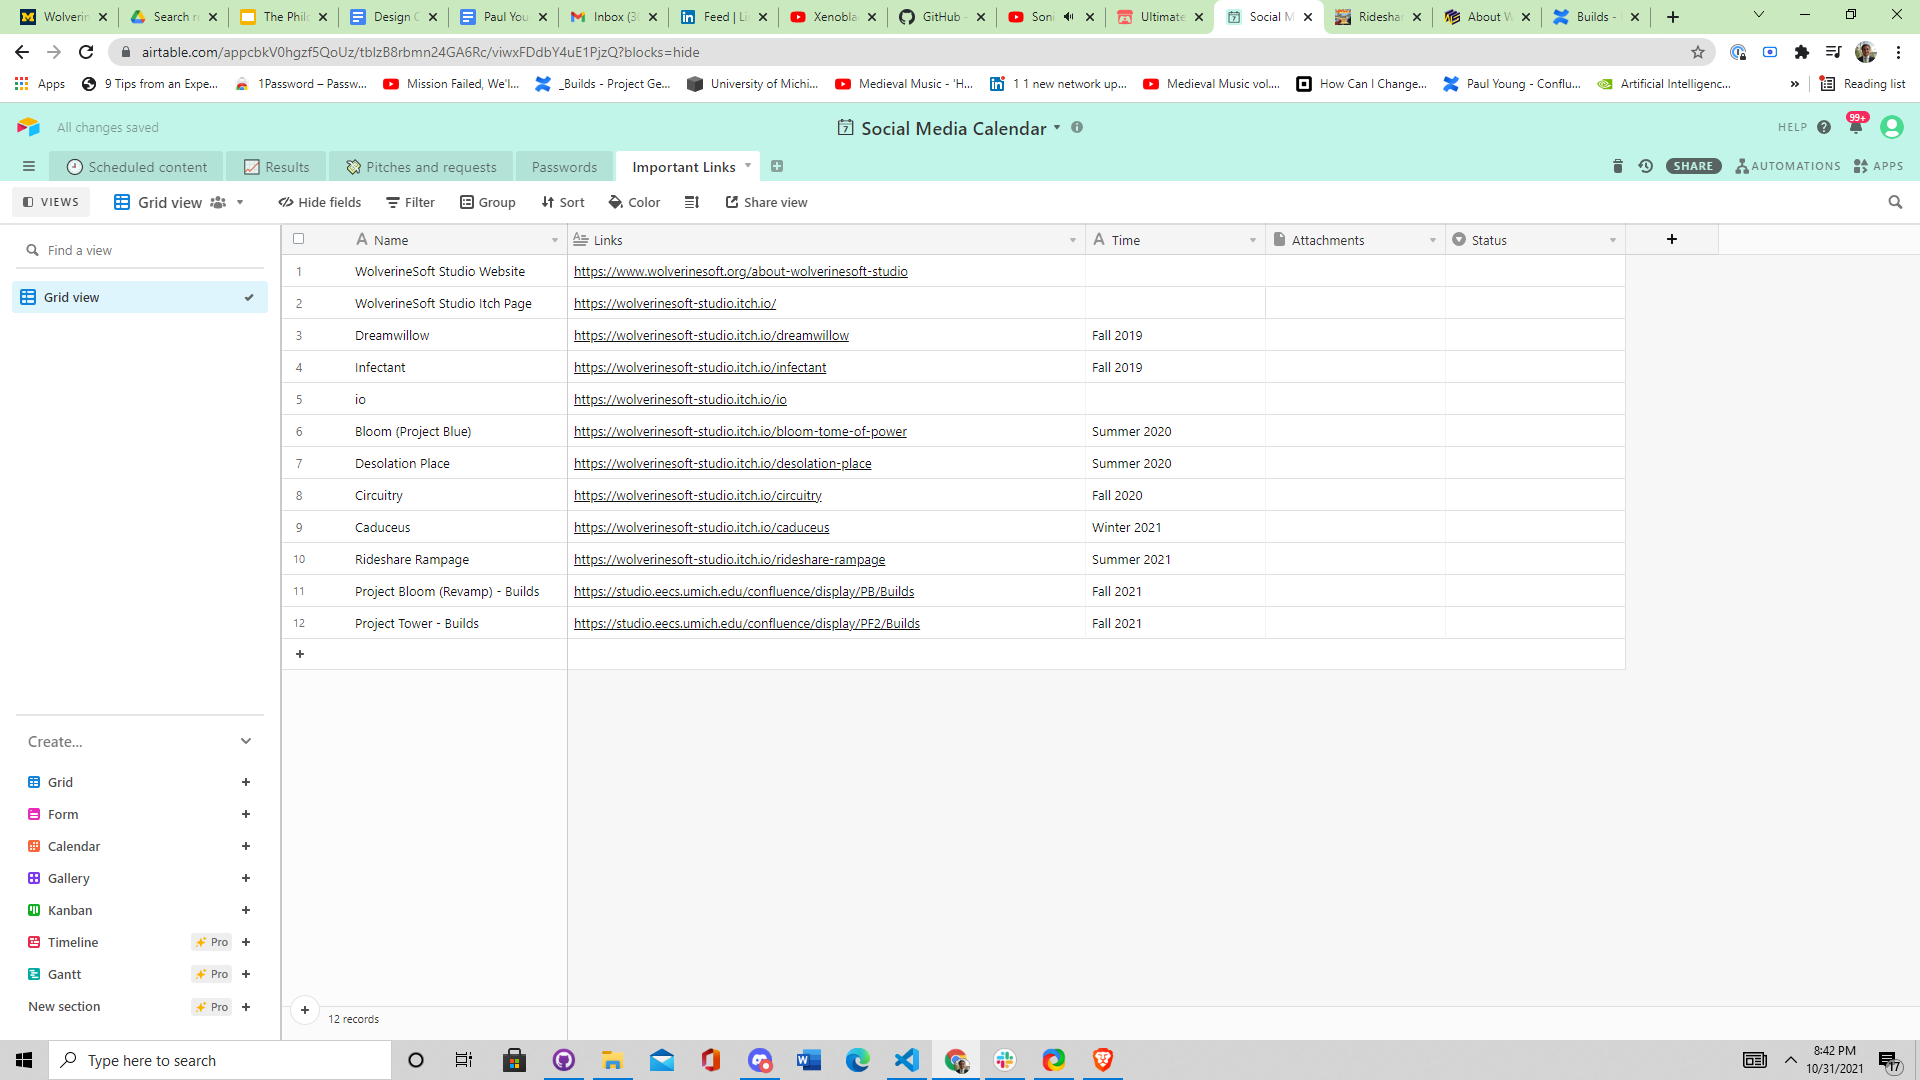 Wolverin
Search r
The Phil
Design C
Paul You
Inbox (3
Feed | Li
Xenobla
GitHub -
Soni
Ultimate
Social M
Rideshar
About W
Builds -
airtable.com/appcbkV0hgzf5QoUz/tblzB8rbmn24GA6Rc/viwxFDdbY4uE1PjzQ?blocks=hide
Apps
9 Tips from an Expe...
1Password – Passw...
Mission Failed, We'l...
_Builds - Project Ge...
University of Michi...
Medieval Music - 'H...
1 1 new network up...
Medieval Music vol....
How Can I Change...
Paul Young - Conflu...
Artificial Intelligenc...
»
Reading list
All changes saved
Social Media Calendar
HELP
99+
Scheduled content
Results
Pitches and requests
Passwords
Important Links
SHARE
AUTOMATIONS
APPS
VIEWS
Grid view
Hide fields
Filter
Group
Sort
Color
Share view
Find a view
Grid view
Name Links Time Attachments Status
1 WolverineSoft Studio Website https://www.wolverinesoft.org/about-wolverinesoft-studio
2 WolverineSoft Studio Itch Page https://wolverinesoft-studio.itch.io/
3 Dreamwillow https://wolverinesoft-studio.itch.io/dreamwillow Fall 2019
4 Infectant https://wolverinesoft-studio.itch.io/infectant Fall 2019
5 io https://wolverinesoft-studio.itch.io/io
6 Bloom (Project Blue) https://wolverinesoft-studio.itch.io/bloom-tome-of-power Summer 2020
7 Desolation Place https://wolverinesoft-studio.itch.io/desolation-place Summer 2020
8 Circuitry https://wolverinesoft-studio.itch.io/circuitry Fall 2020
9 Caduceus https://wolverinesoft-studio.itch.io/caduceus Winter 2021
10 Rideshare Rampage https://wolverinesoft-studio.itch.io/rideshare-rampage Summer 2021
11 Project Bloom (Revamp) - Builds https://studio.eecs.umich.edu/confluence/display/PB/Builds Fall 2021
12 Project Tower - Builds https://studio.eecs.umich.edu/confluence/display/PF2/Builds Fall 2021
Create...
Grid
Form
Calendar
Gallery
Kanban
Timeline Pro
Gantt Pro
New section Pro
12 records
Type here to search
8:42 PM
10/31/2021
17